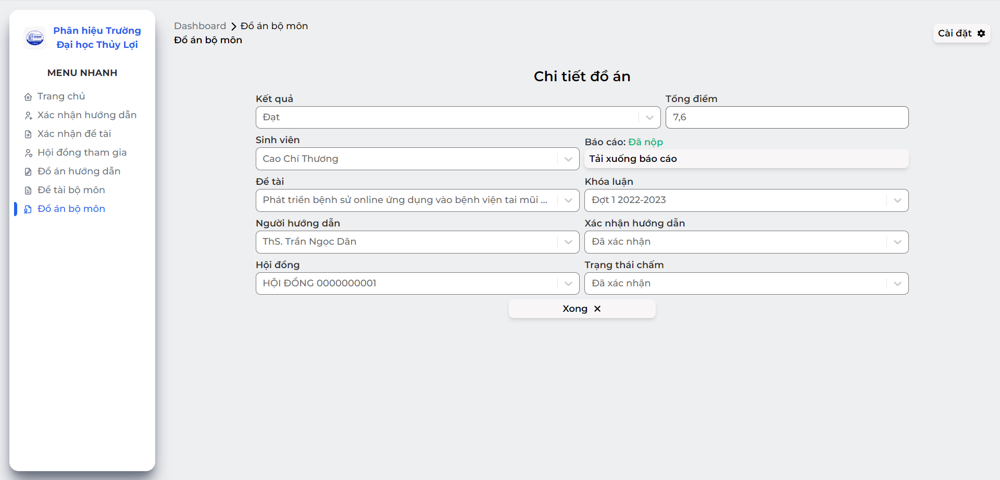 Phân hiệu Trường
Đại học Thủy Lợi
MENU NHANH
Trang chủ
Xác nhận hướng dẫn
Xác nhận đề tài
Hội đồng tham gia
Đồ án hướng dẫn
Đề tài bộ môn
Đồ án bộ môn
Dashboard > Đồ án bộ môn
Đồ án bộ môn
Cài đặt
Chi tiết đồ án
Kết quả
Tổng điểm
Đạt
7,6
Sinh viên
Báo cáo: Đã nộp
Cao Chí Thương
Tải xuống báo cáo
Đề tài
Khóa luận
Phát triển bệnh sử online ứng dụng vào bệnh viện tai mũi ...
Đợt 1 2022-2023
Người hướng dẫn
Xác nhận hướng dẫn
ThS. Trần Ngọc Dân
Đã xác nhận
Hội đồng
Trạng thái chấm
HỘI ĐỒNG 0000000001
Đã xác nhận
Xong ✕